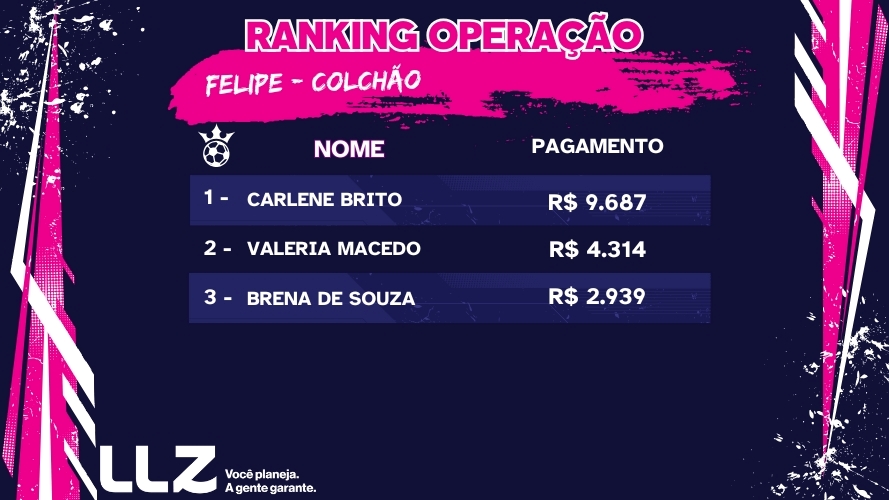 RANKING OPERAÇÃO
FELIPE - COLCHÃO
NOME PAGAMENTO
1 - CARLENE BRITO R$ 9.687
2 - VALERIA MACEDO R$ 4.314
3 - BRENA DE SOUZA R$ 2.939
LLZ
Você planeja.
A gente garante.